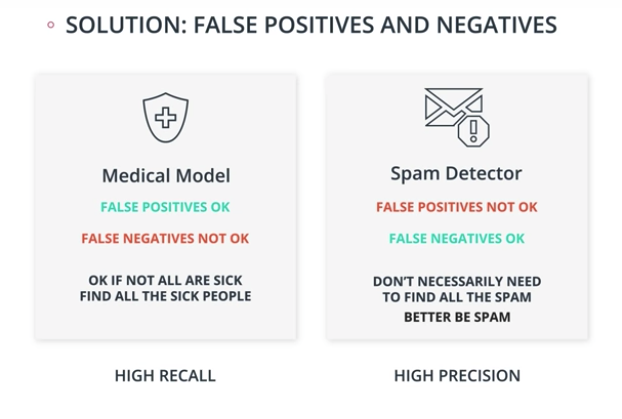 SOLUTION: FALSE POSITIVES AND NEGATIVES
Medical Model
FALSE POSITIVES OK
FALSE NEGATIVES NOT OK
OK IF NOT ALL ARE SICK
FIND ALL THE SICK PEOPLE
HIGH RECALL
Spam Detector
FALSE POSITIVES NOT OK
FALSE NEGATIVES OK
DON'T NECESSARILY NEED
TO FIND ALL THE SPAM
BETTER BE SPAM
HIGH PRECISION